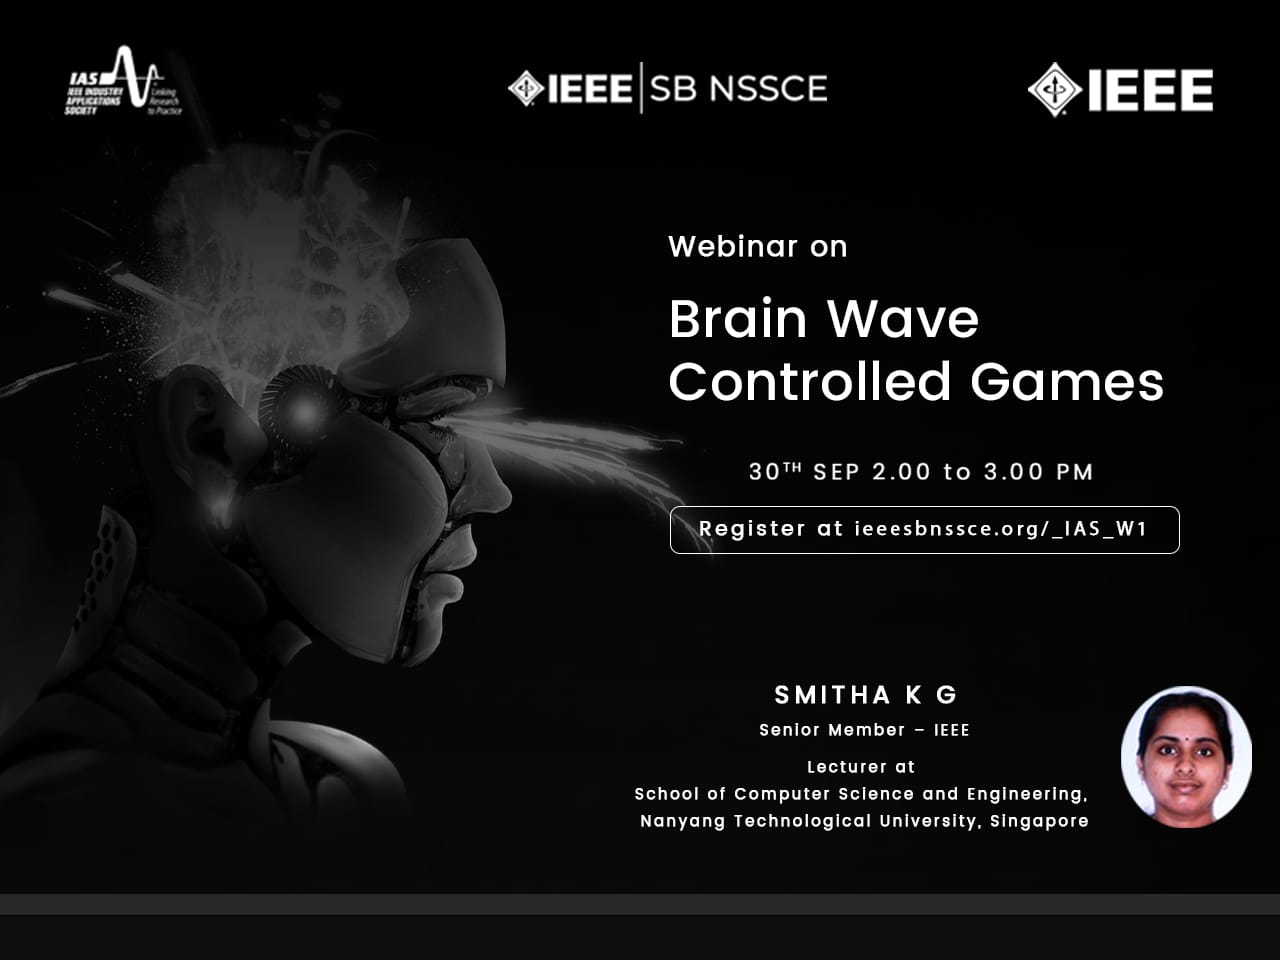 IAS
IEEE INDUSTRY
APPLICATIONS
SOCIETY
Linking
Research
to Practice
IEEE SB NSSCE
IEEE
Webinar on
Brain Wave
Controlled Games
30TH SEP 2.00 to 3.00 PM
Register at ieeesbnssce.org/_IAS_W1
SMITHA K G
Senior Member – IEEE
Lecturer at
School of Computer Science and Engineering,
Nanyang Technological University, Singapore